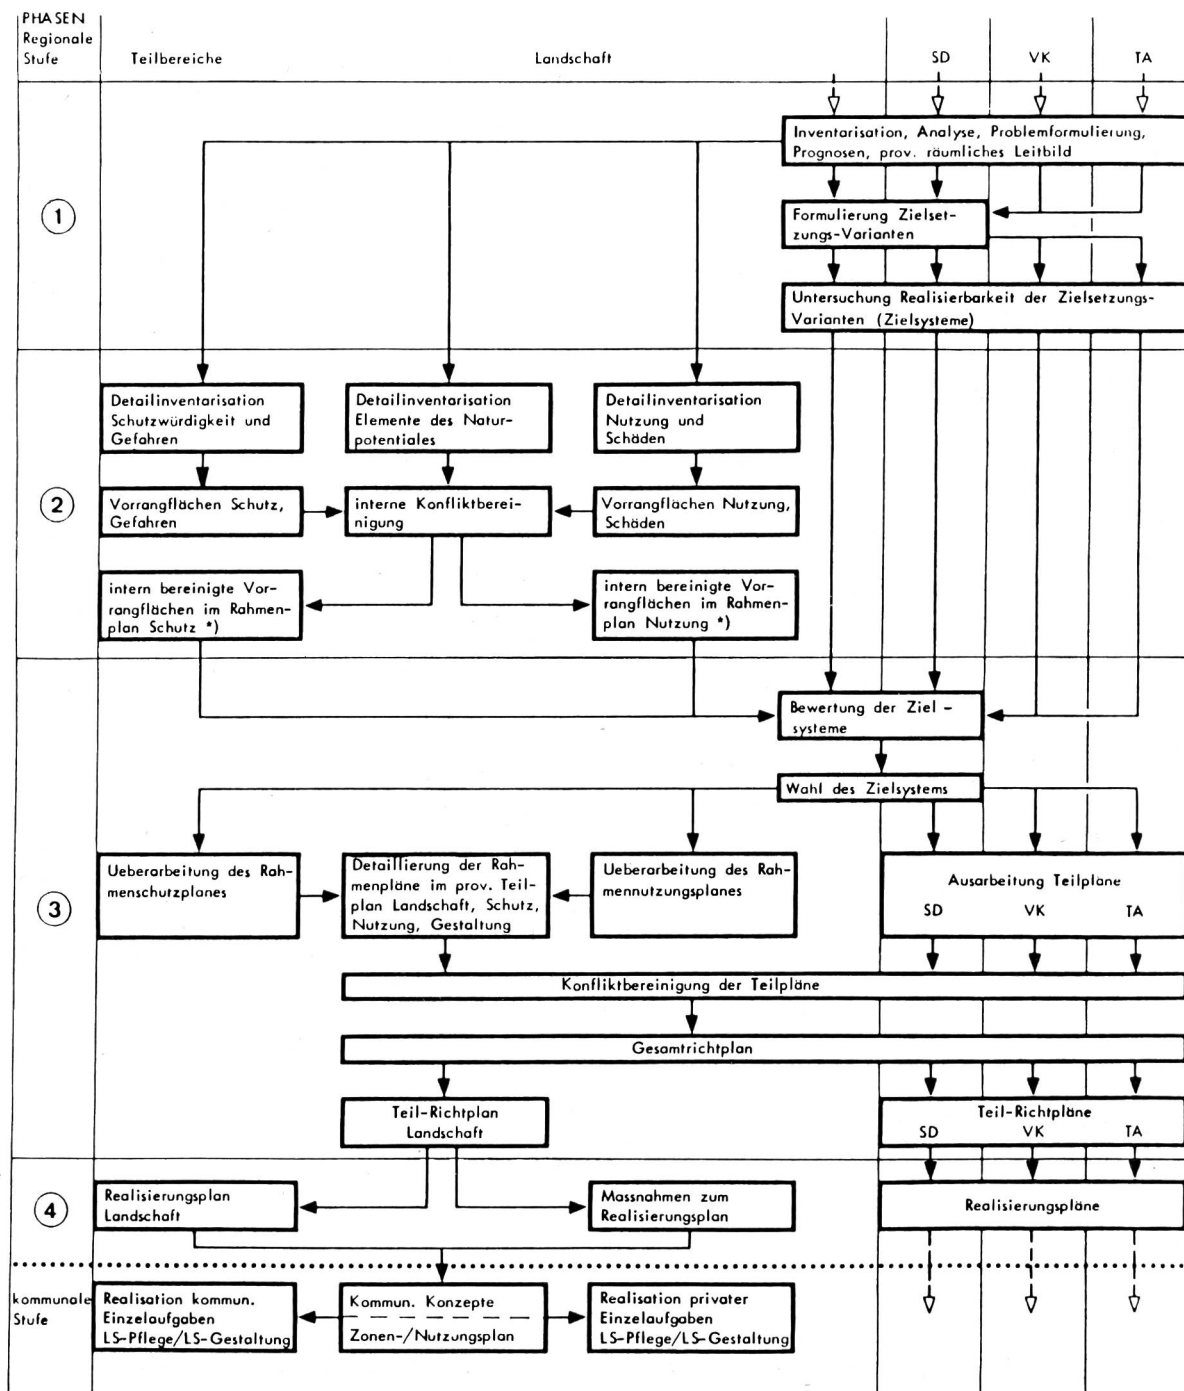 PHASEN
Regionale
Stufe
Teilbereiche
Landschaft
SD
VK
TA
1
Inventarisation, Analyse, Problemformulierung,
Prognosen, prov. räumliches Leitbild
Formulierung Zielset-
zungs-Varianten
Untersuchung Realisierbarkeit der Zielsetzungs-
Varianten (Zielsysteme)
2
Detailinventarisation
Schutzwürdigkeit und
Gefahren
Detailinventarisation
Elemente des Natur-
potentiales
Detailinventarisation
Nutzung und
Schäden
Vorrangflächen Schutz,
Gefahren
interne Konfliktberei-
nigung
Vorrangflächen Nutzung,
Schäden
intern bereinigte Vor-
rangflächen im Rahmen-
plan Schutz *)
intern bereinigte Vor-
rangflächen im Rahmen-
plan Nutzung *)
3
Bewertung der Ziel -
systeme
Wahl des Zielsystems
Ueberarbeitung des Rah-
menschutzplanes
Detaillierung der Rah-
menpläne im prov. Teil-
plan Landschaft, Schutz,
Nutzung, Gestaltung
Ueberarbeitung des Rah-
mennutzungsplanes
Ausarbeitung Teilpläne
SD VK TA
Konfliktbereinigung der Teilpläne
Gesamtrichtplan
Teil-Richtplan
Landschaft
Teil-Richtpläne
SD VK TA
4
Realisierungsplan
Landschaft
Massnahmen zum
Realisierungsplan
Realisierungspläne
kommunale
Stufe
Realisation kommun.
Einzelaufgaben
LS-Pflege/LS-Gestaltung
Kommun. Konzepte
Zonen-/Nutzungsplan
Realisation privater
Einzelaufgaben
LS-Pflege/LS-Gestaltung